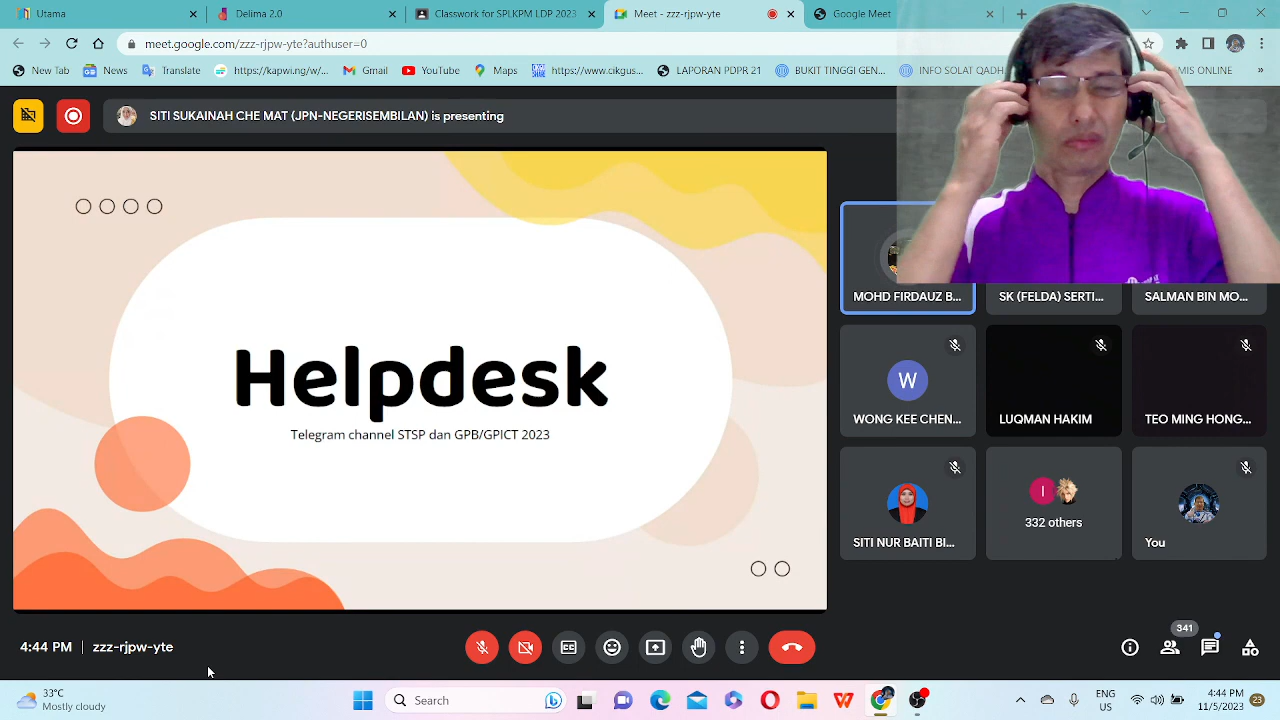 Utama
Delima 2.0
Classwork for SPLKPM LDP 2023
Meet - zzz-rjpw-yte
Google Meet
meet.google.com/zzz-rjpw-yte?authuser=0
New Tab
News
Translate
https://kapwing.g/w...
Gmail
YouTube
Maps
https://www.cikgus...
LAPORAN PDPR 21
BUKIT TINGGI GEN...
INFO SOLAT QADH
MIS ONLINE
SITI SUKAINAH CHE MAT (JPN-NEGERISEMBILAN) is presenting
Helpdesk
Telegram channel STSP dan GPB/GPICT 2023
MOHD FIRDAUZ B...
SK (FELDA) SERTI...
SALMAN BIN MO...
W
WONG KEE CHEN...
LUQMAN HAKIM
TEO MING HONG...
I
SITI NUR BAITI BI...
332 others
You
4:44 PM
zzz-rjpw-yte
341
33°C
Mostly cloudy
Search
ENG
US
4:44 PM
11/5/2023
23